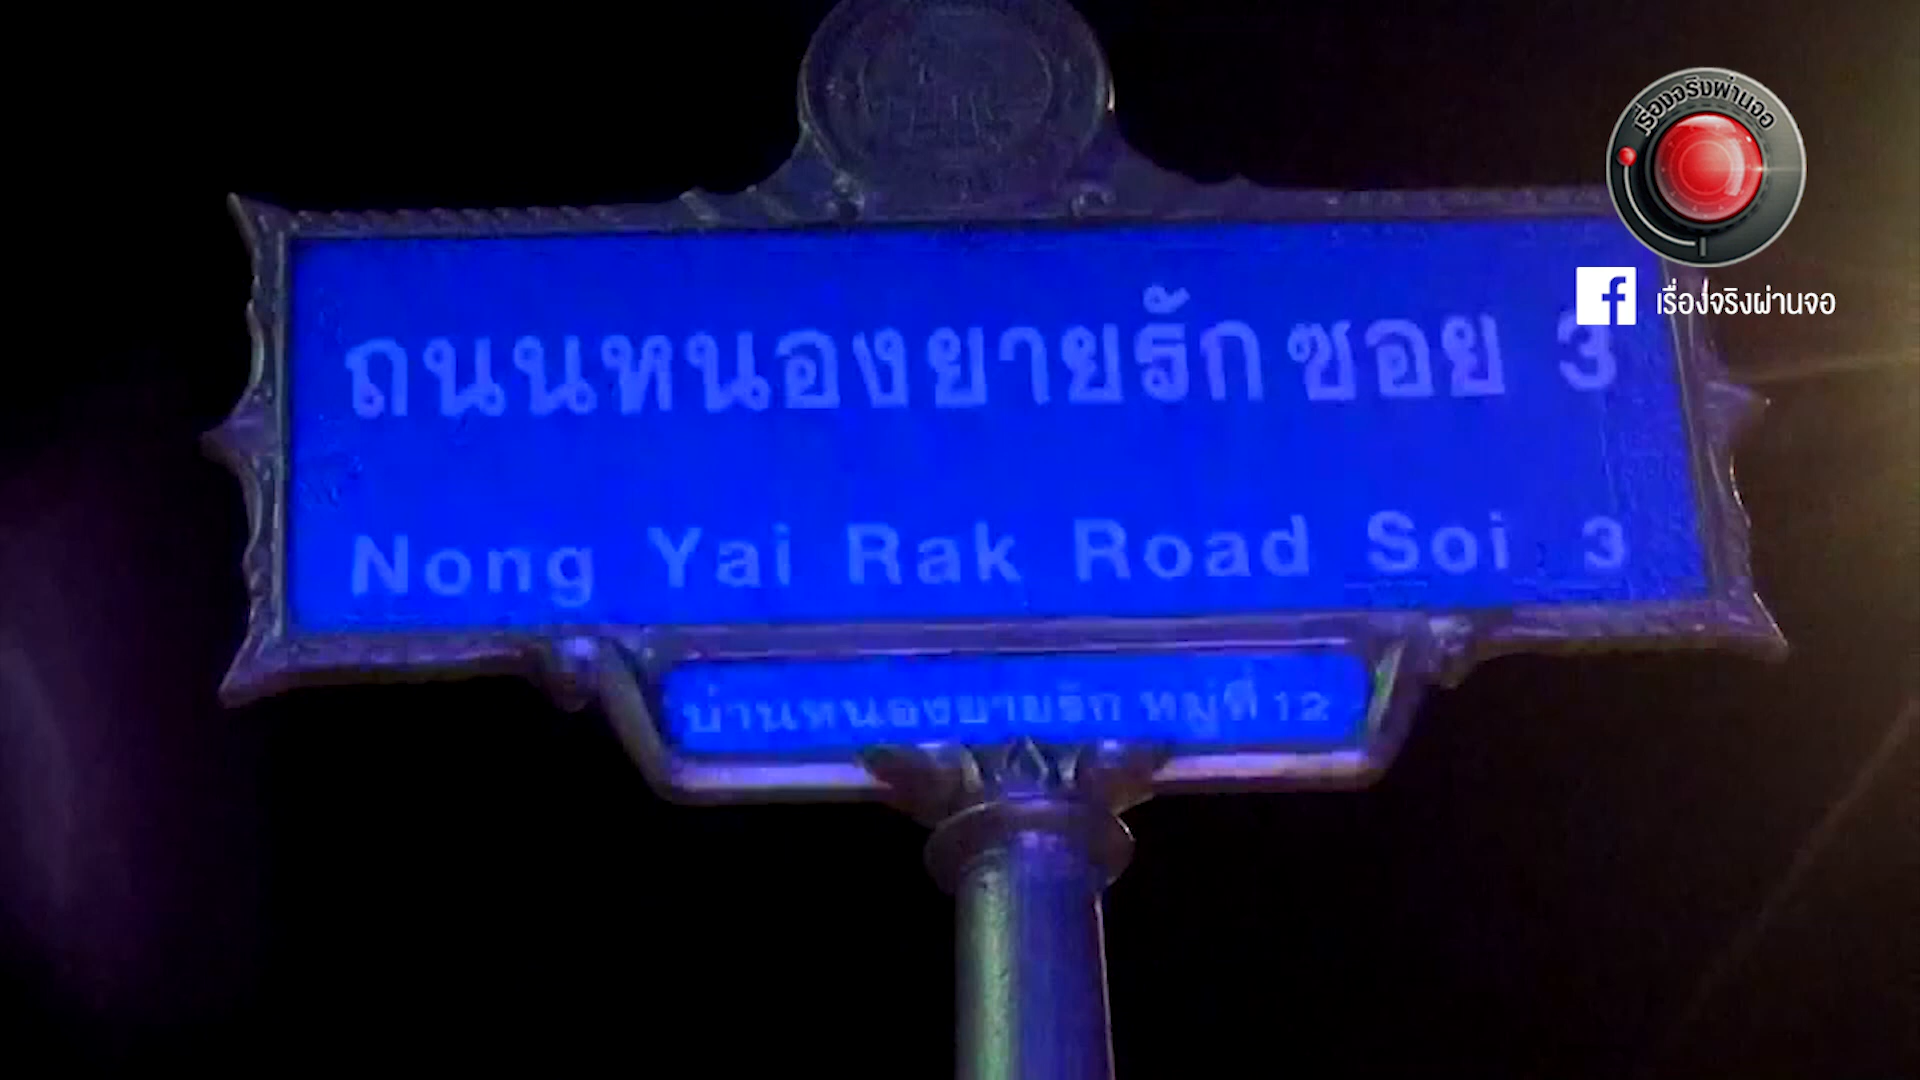 เรื่องจริงผ่านจอ
เรื่องจริงผ่านจอ
ถนนหนองยายรัก ซอย 3
Nong Yai Rak Road Soi 3
บ้านหนองยายรัก หมู่ที่ 12